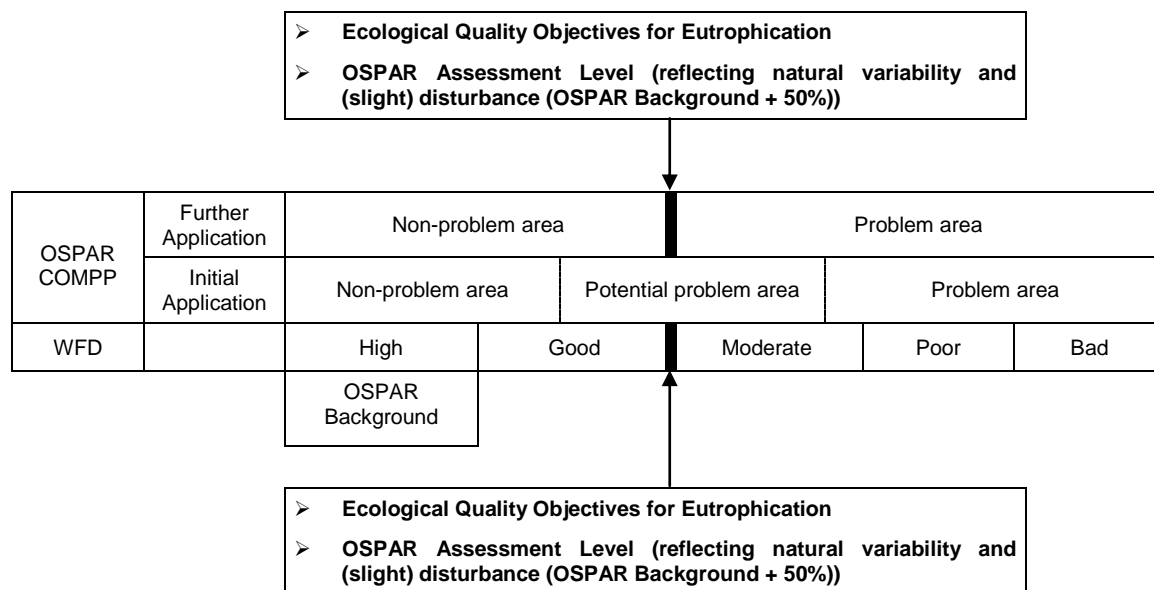 ➢ Ecological Quality Objectives for Eutrophication
➢ OSPAR Assessment Level (reflecting natural variability and
(slight) disturbance (OSPAR Background + 50%))
OSPAR
COMPP
Further
Application
Non-problem area
Problem area
Initial
Application
Non-problem area
Potential problem area
Problem area
WFD
High
Good
Moderate
Poor
Bad
OSPAR
Background
➢ Ecological Quality Objectives for Eutrophication
➢ OSPAR Assessment Level (reflecting natural variability and
(slight) disturbance (OSPAR Background + 50%))